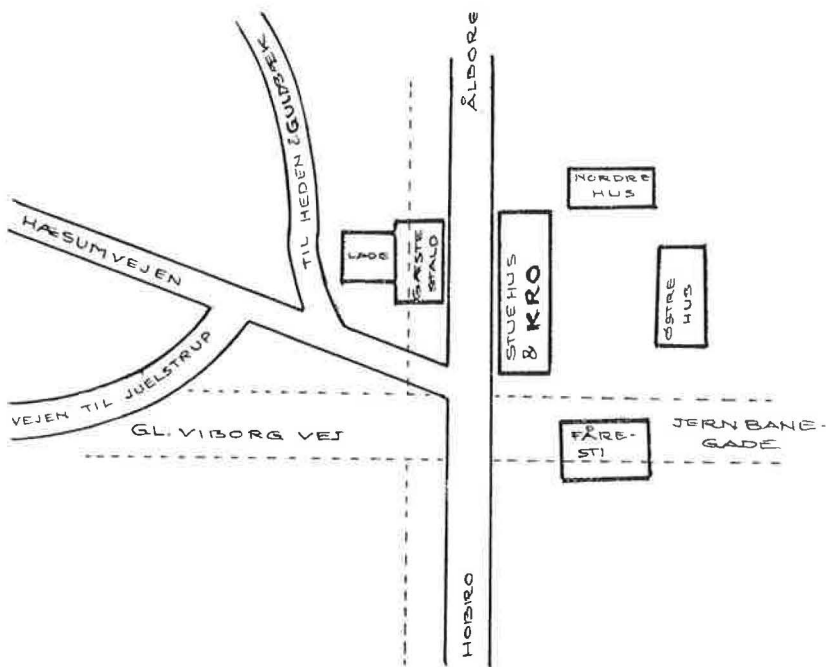 ÅLBORG
TIL HEDEN & GULDBÆK
NORDRE
HUS
HÆSUMVEJEN
LADE
GÆSTE
STALD
STUEHUS
& KRO
ØSTRE
HUS
VEJEN TIL JUELSTRUP
GL. VIBORG VEJ
FÅRE-
STI
JERNBANE-
GADE
HOBRO